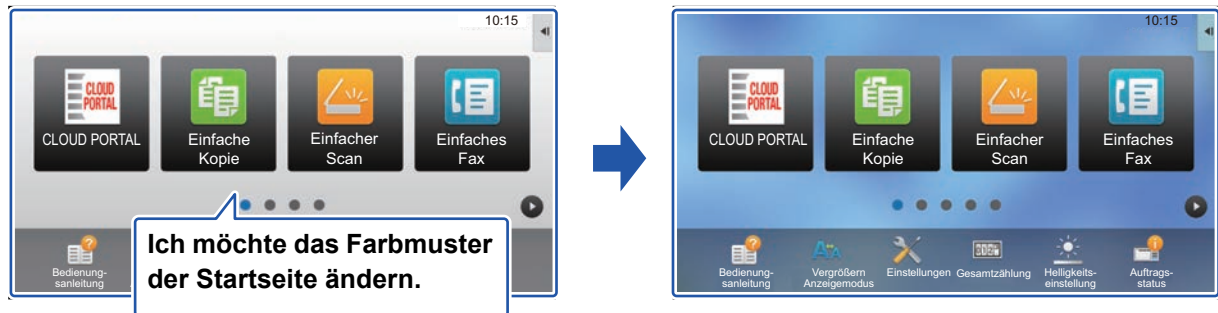 10:15
CLOUD
PORTAL
CLOUD PORTAL
Einfache
Kopie
Einfacher
Scan
Einfaches
Fax
Ich möchte das Farbmuster
der Startseite ändern.
Bedienung-
sanleitung
10:15
CLOUD
PORTAL
CLOUD PORTAL
Einfache
Kopie
Einfacher
Scan
Einfaches
Fax
Bedienung-
sanleitung
Vergrößern
Anzeigemodus
Einstellungen
Gesamtzählung
Helligkeits-
einstellung
Auftrags-
status